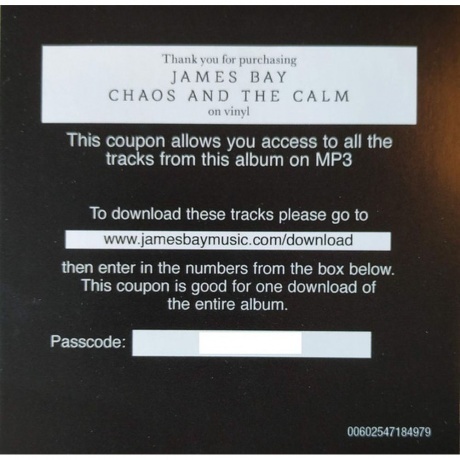 Thank you for purchasing
JAMES BAY
CHAOS AND THE CALM
on vinyl
This coupon allows you access to all the
tracks from this album on MP3
To download these tracks please go to
www.jamesbaymusic.com/download
then enter in the numbers from the box below.
This coupon is good for one download of
the entire album.
Passcode:
00602547184979